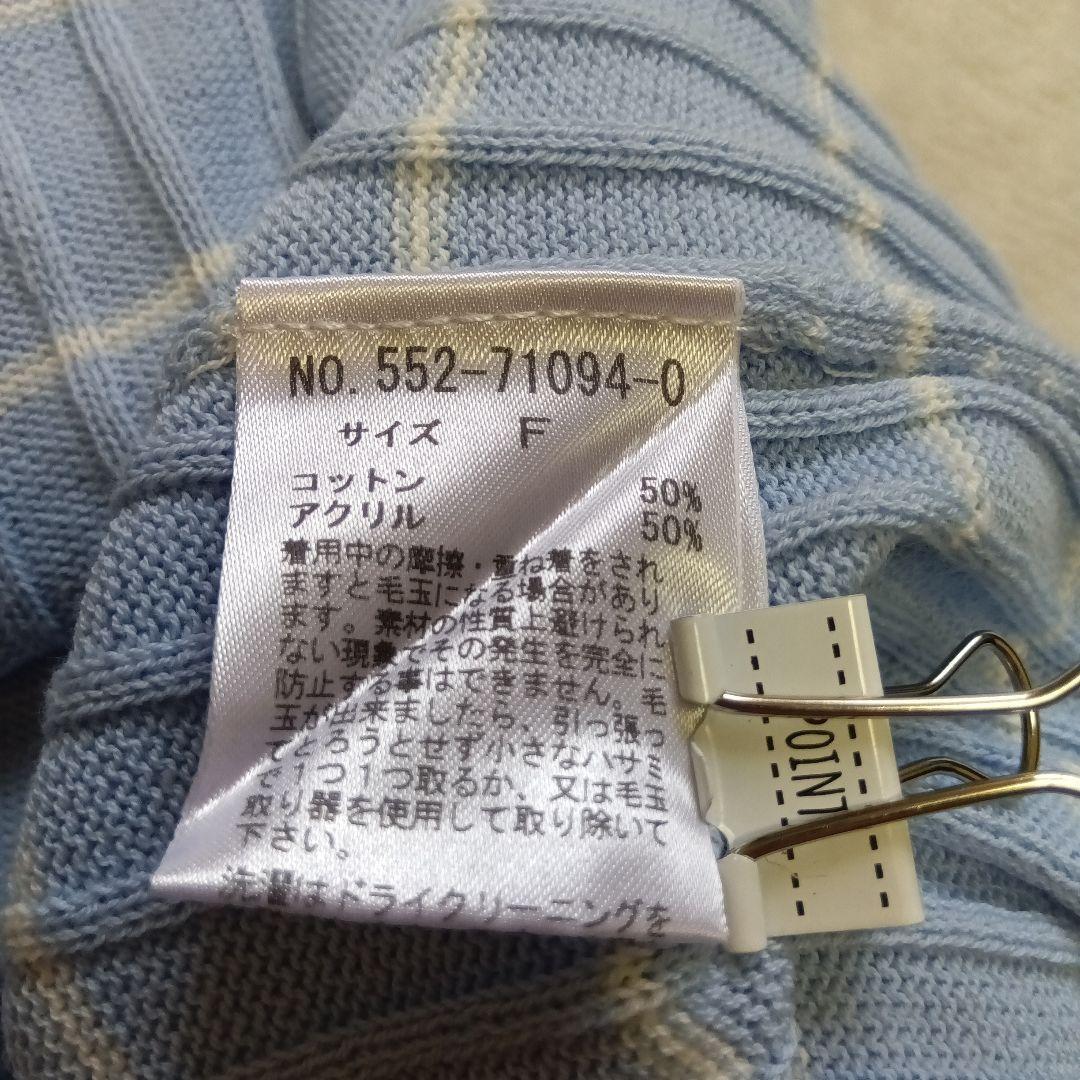 NO. 552-71094-0
サイズ F
コットン 50%
アクリル 50%
着用中の摩擦・重ね着をされ
ますと毛玉になる場合があり
ます。素材の性質上避けられ
ない現象でその発生を完全に
防止する事はできません。毛
玉が出来ましたら、引っ張っ
て取ろうとせず小さなハサミ
で1つ1つ取るか、又は毛玉
取り器を使用して取り除いて
下さい。
洗濯はドライクリーニングを